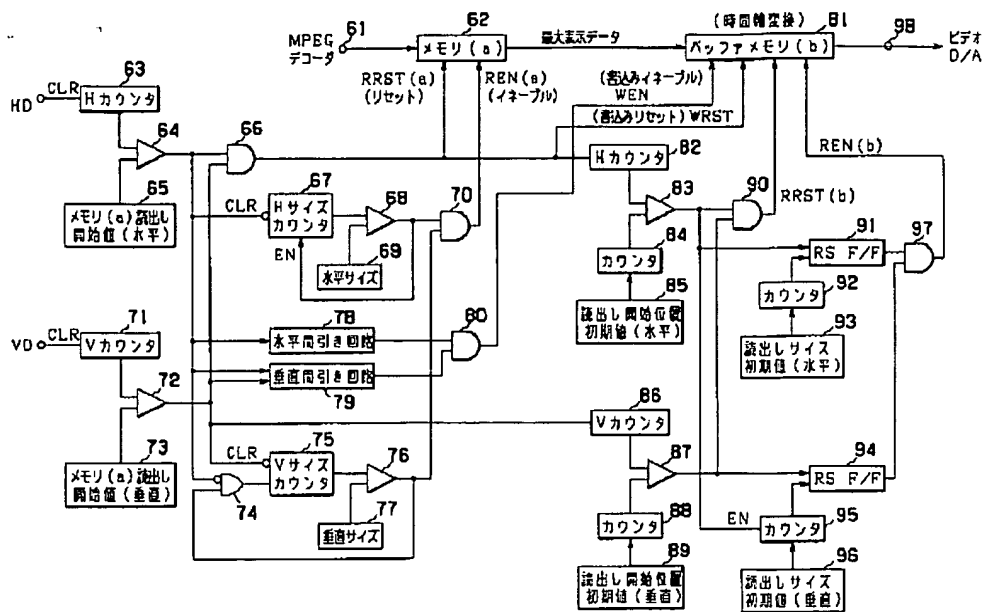 MPEG
デコーダ
61
62
メモリ(a)
最大表示データ
(時間軸変換)
81
バッファメモリ(b)
98
ビデオ
D/A
RRST(a)
(リセット)
REN(a)
(イネーブル)
(書込みイネーブル)
WEN
(書込みリセット)WRST
REN(b)
RRST(b)
HD
CLR
63
Hカウンタ
64
65
メモリ(a)読出し
開始値(水平)
66
67
CLR
Hサイズ
カウンタ
EN
68
69
水平サイズ
70
VD
CLR
71
Vカウンタ
72
73
メモリ(a)読出し
開始値(垂直)
78
水平間引き回路
垂直間引き回路
79
80
74
CLR
75
Vサイズ
カウンタ
76
77
垂直サイズ
Hカウンタ
82
83
84
カウンタ
85
読出し開始位置
初期値(水平)
90
91
RS F/F
92
カウンタ
93
読出しサイズ
初期値(水平)
97
86
Vカウンタ
87
88
カウンタ
89
読出し開始位置
初期値(垂直)
94
RS F/F
EN
95
カウンタ
96
読出しサイズ
初期値(垂直)